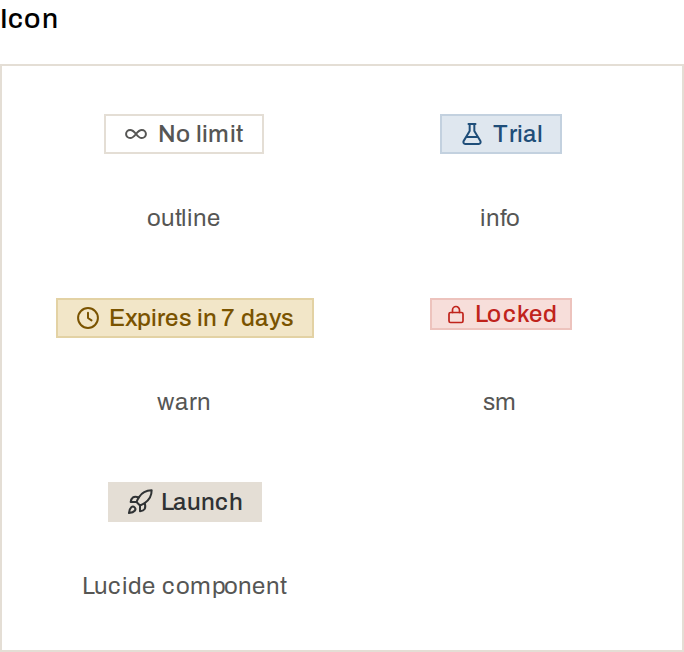 Icon
No limit
Trial
outline
info
Expires in 7 days
Locked
warn
sm
Launch
Lucide component